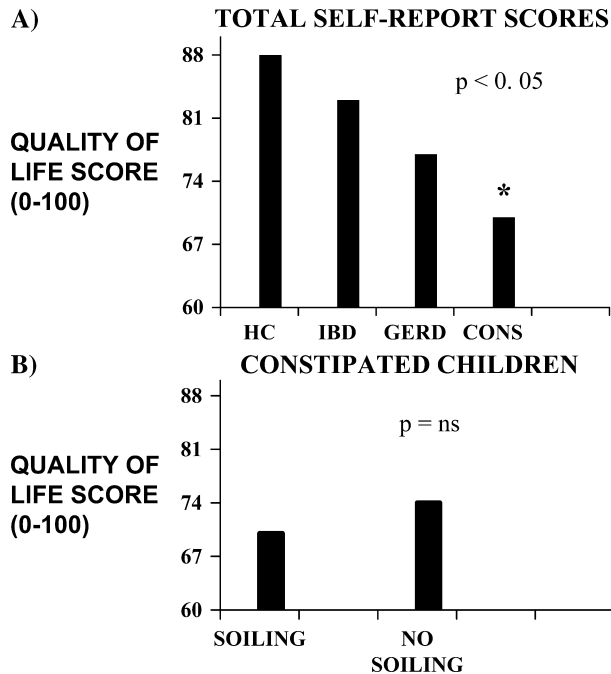 A) TOTAL SELF-REPORT SCORES
88
p < 0. 05
81
QUALITY OF
LIFE SCORE
(0-100)
74
*
67
60
HC IBD GERD CONS
B) CONSTIPATED CHILDREN
88
p = ns
81
QUALITY OF
LIFE SCORE
(0-100)
74
67
60
SOILING NO
SOILING